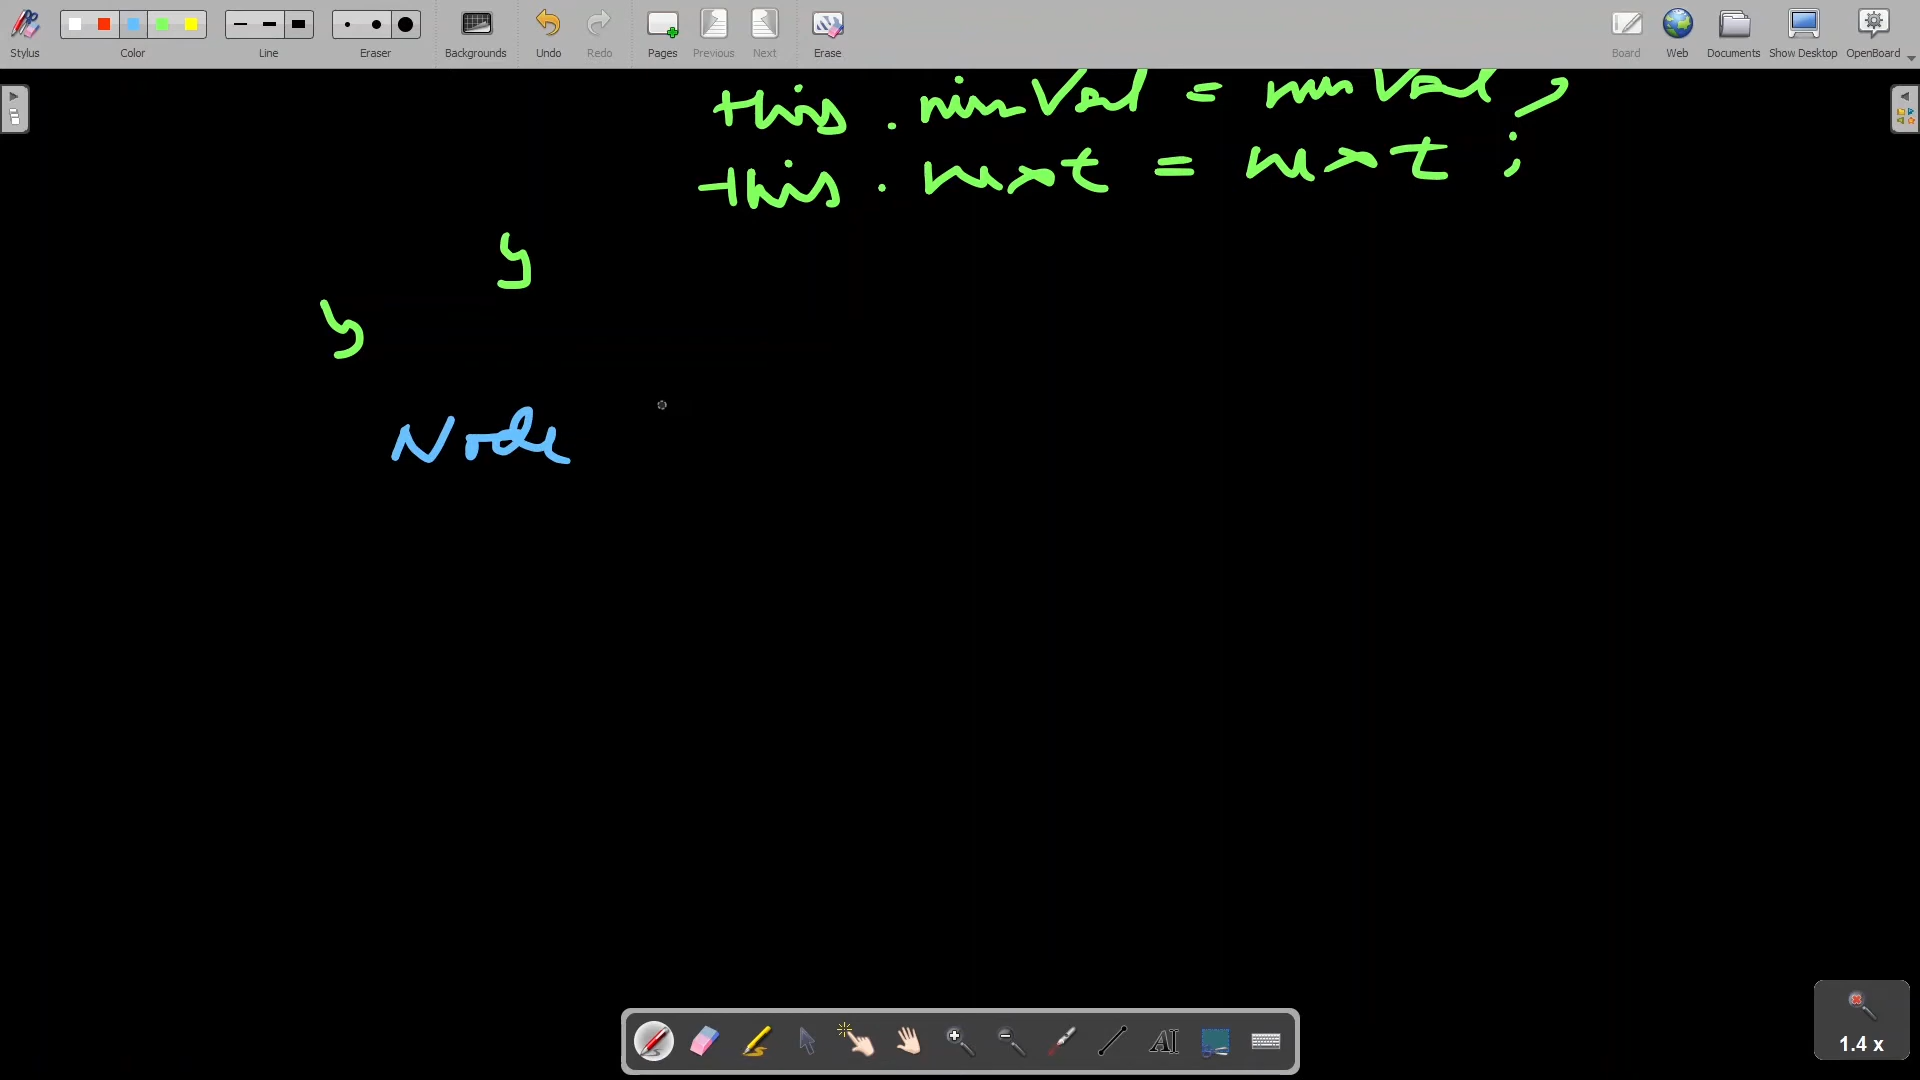 Stylus Color Line Eraser Backgrounds Undo Redo Pages Previous Next Erase Board Web Documents Show Desktop OpenBoard
this . minVal = minVal ;
this . next = next ;
}
}
Node
AI
1.4 x